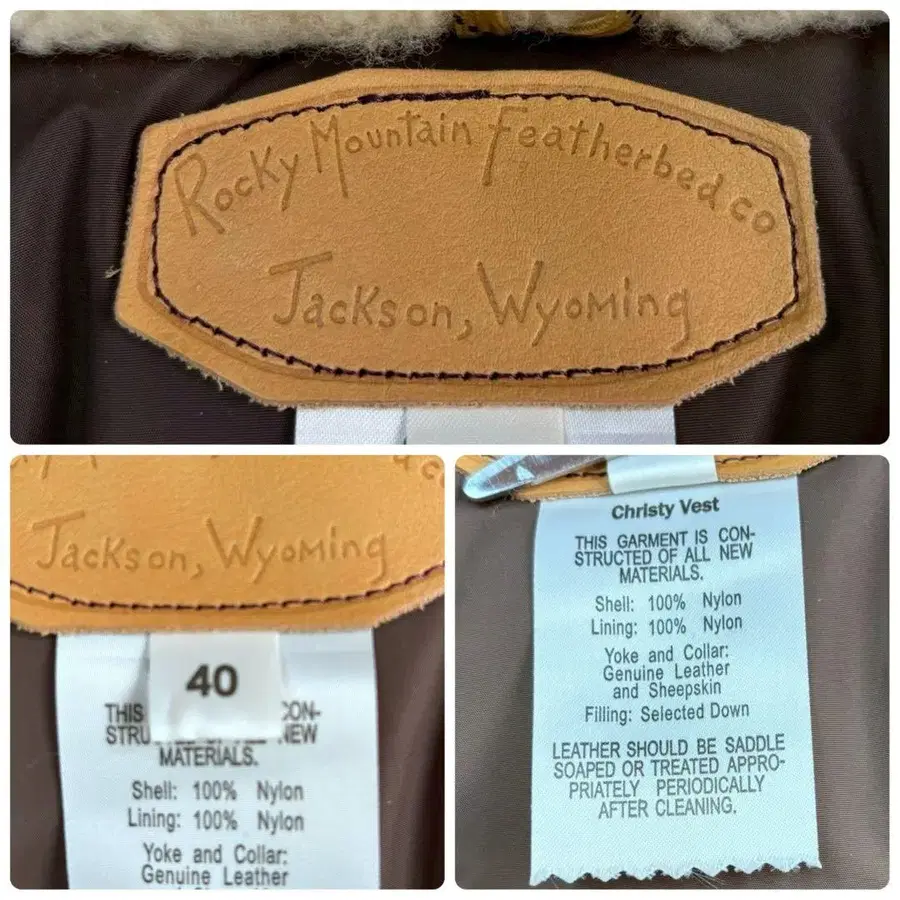 Rocky Mountain Featherbed co
Jackson, Wyoming
Jackson, Wyoming
40
THIS CON-
STRU NEW
MATERIALS.
Shell: 100% Nylon
Lining: 100% Nylon
Yoke and Collar:
Genuine Leather
Christy Vest
THIS GARMENT IS CON-
STRUCTED OF ALL NEW
MATERIALS.
Shell: 100% Nylon
Lining: 100% Nylon
Yoke and Collar:
Genuine Leather
and Sheepskin
Filling: Selected Down
LEATHER SHOULD BE SADDLE
SOAPED OR TREATED APPRO-
PRIATELY PERIODICALLY
AFTER CLEANING.